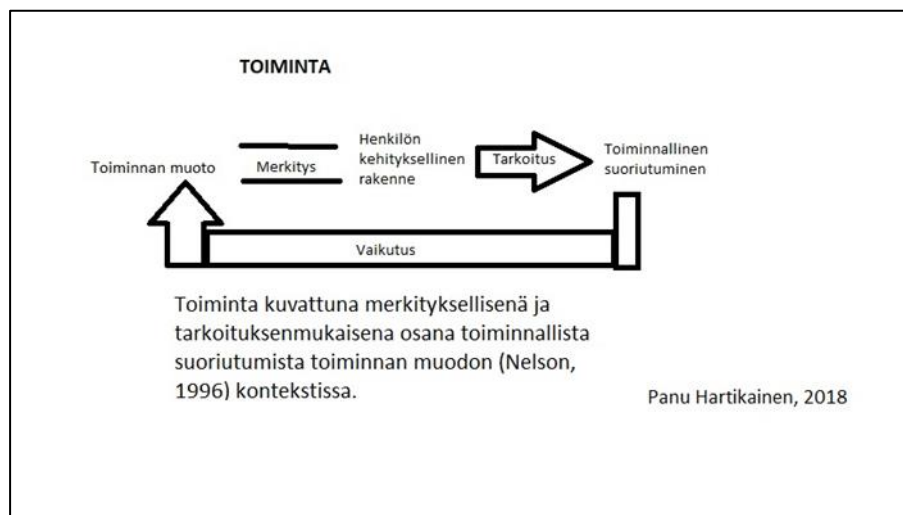 TOIMINTA
Toiminnan muoto
Merkitys
Henkilön
kehityksellinen
rakenne
Tarkoitus
Toiminnallinen
suoriutuminen
Vaikutus
Toiminta kuvattuna merkityksellisenä ja
tarkoituksenmukaisena osana toiminnallista
suoriutumista toiminnan muodon (Nelson,
1996) kontekstissa.
Panu Hartikainen, 2018